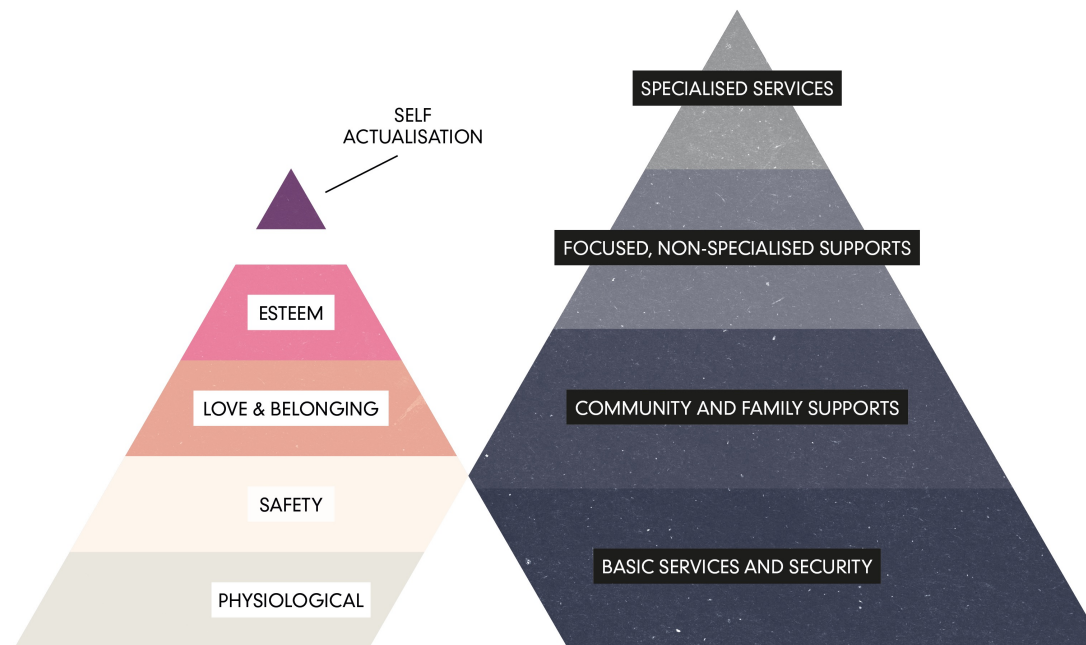 SELF
ACTUALISATION
ESTEEM
LOVE & BELONGING
SAFETY
PHYSIOLOGICAL
SPECIALISED SERVICES
FOCUSED, NON-SPECIALISED SUPPORTS
COMMUNITY AND FAMILY SUPPORTS
BASIC SERVICES AND SECURITY